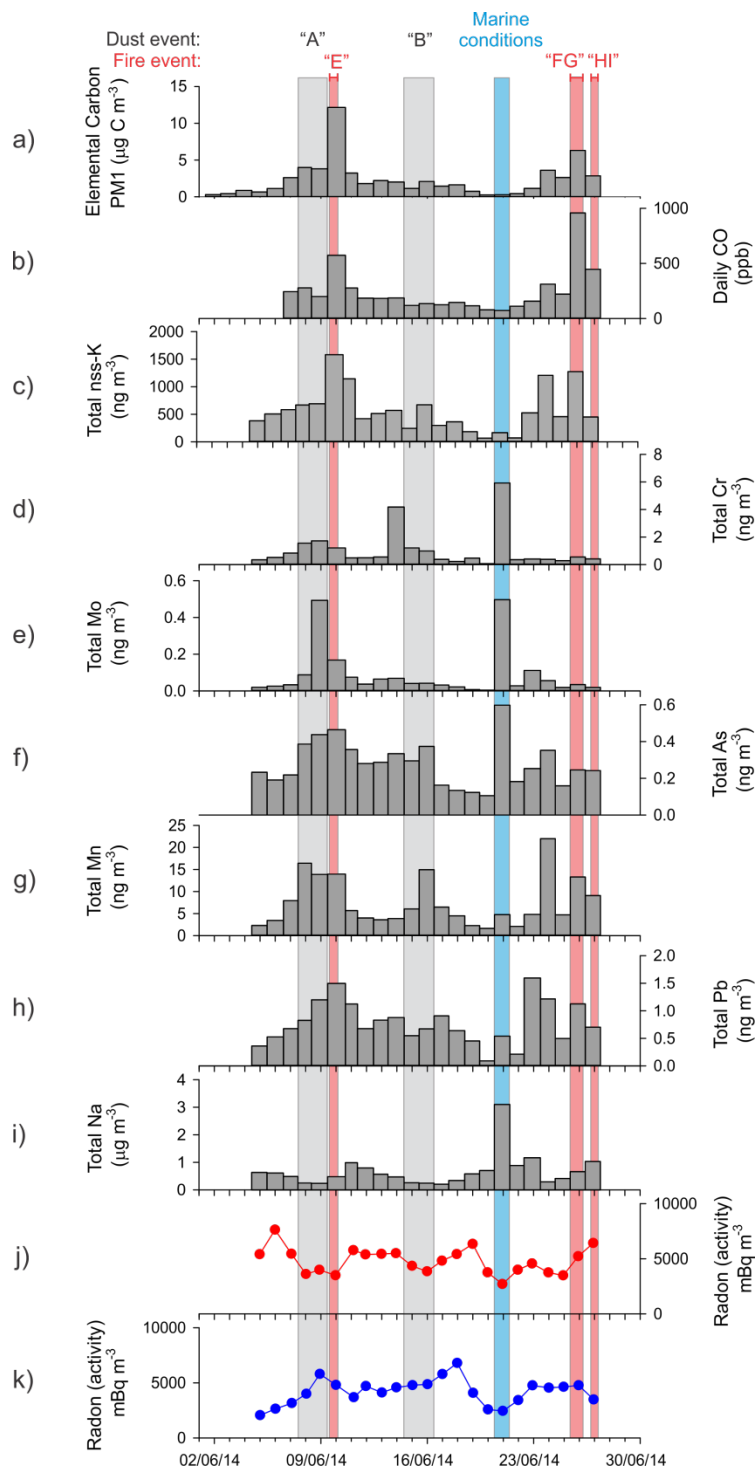 Dust event: “A” “B” Marine
conditions
Fire event: “E” “FG” “HI”
a)
Elemental Carbon
PM1 (μg C m-3)
15
10
5
0
b)
Daily CO
(ppb)
1000
500
0
c)
Total nss-K
(ng m-3)
2000
1500
1000
500
0
d)
Total Cr
(ng m-3)
8
6
4
2
0
e)
Total Mo
(ng m-3)
0.6
0.4
0.2
0.0
f)
Total As
(ng m-3)
0.6
0.4
0.2
0.0
g)
Total Mn
(ng m-3)
25
20
15
10
5
0
h)
Total Pb
(ng m-3)
2.0
1.5
1.0
0.5
0.0
i)
Total Na
(μg m-3)
4
3
2
1
0
j)
Radon (activity)
mBq m-3
10000
5000
0
k)
Radon (activity)
mBq m-3
10000
5000
0
02/06/14 09/06/14 16/06/14 23/06/14 30/06/14